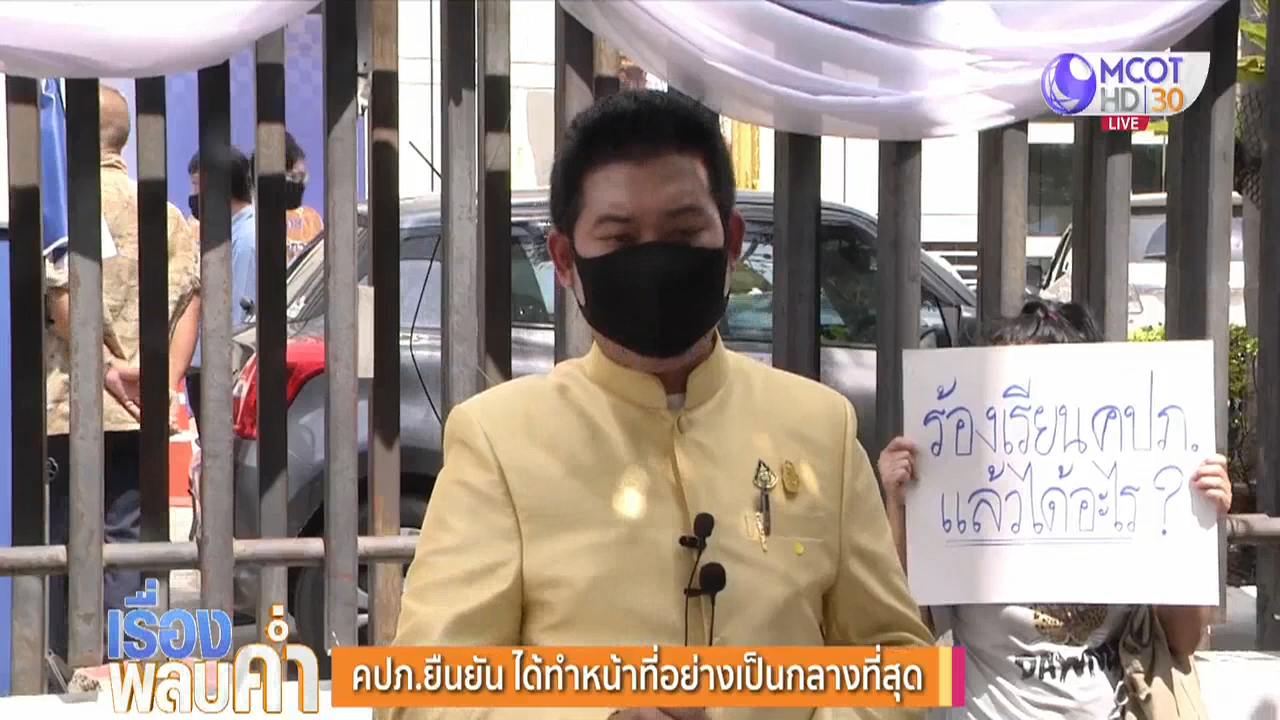 MCOT
HD 30
LIVE
ร้องเรียน คปภ.
แล้วได้อะไร ?
เรื่อง
พลบค่ำ
คปภ.ยืนยัน ได้ทำหน้าที่อย่างเป็นกลางที่สุด